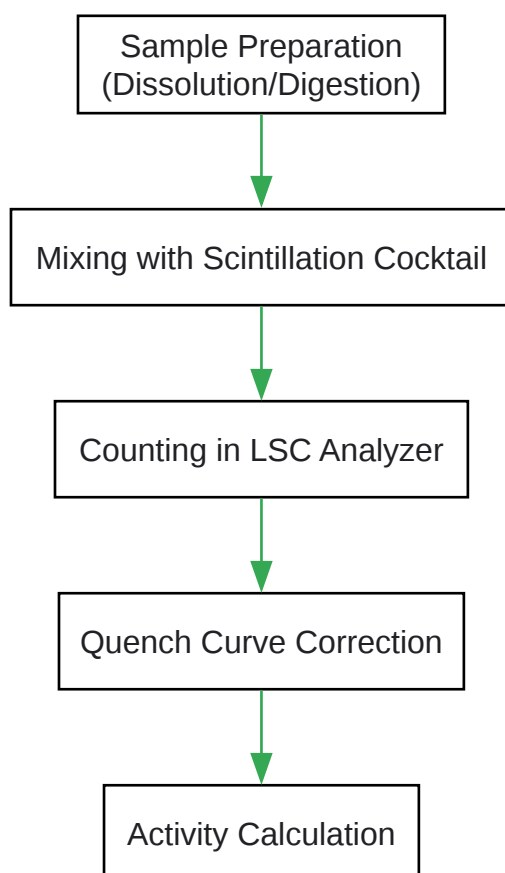 Sample Preparation
(Dissolution/Digestion)
Mixing with Scintillation Cocktail
Counting in LSC Analyzer
Quench Curve Correction
Activity Calculation